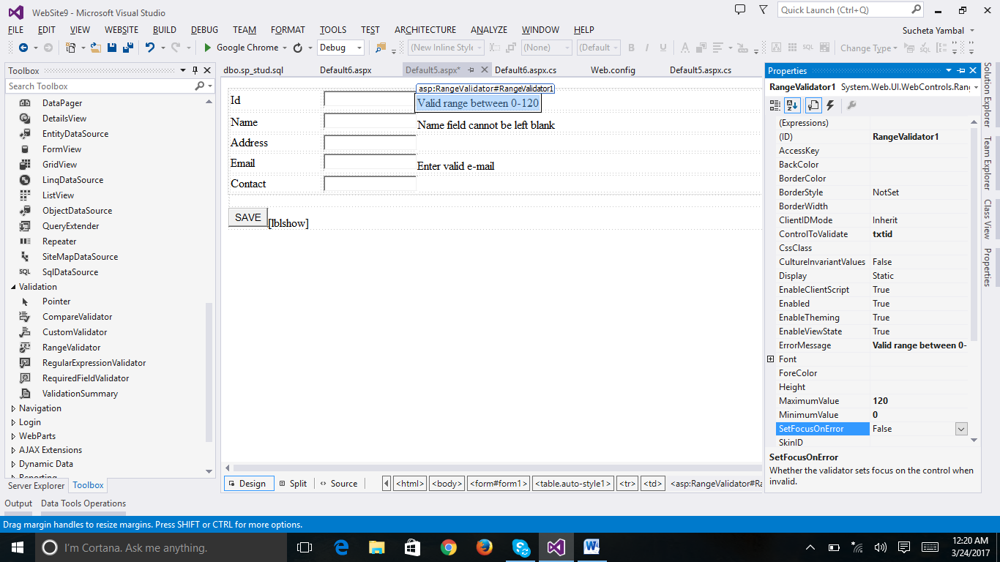 WebSite9 - Microsoft Visual Studio
Quick Launch (Ctrl+Q)
FILE EDIT VIEW WEBSITE BUILD DEBUG TEAM FORMAT TOOLS TEST ARCHITECTURE ANALYZE WINDOW HELP
Sucheta Yambal
Google Chrome Debug (New Inline Style (None) (Default B I U A Change Type
Toolbox
Search Toolbox
DataPager
DetailsView
EntityDataSource
FormView
GridView
LinqDataSource
ListView
ObjectDataSource
QueryExtender
Repeater
SiteMapDataSource
SQL SqlDataSource
Validation
Pointer
CompareValidator
CustomValidator
RangeValidator
RegularExpressionValidator
RequiredFieldValidator
ValidationSummary
Navigation
Login
WebParts
AJAX Extensions
Dynamic Data
Reporting
Server Explorer Toolbox
dbo.sp_stud.sql Default6.aspx Default5.aspx* Default6.aspx.cs Web.config Default5.aspx.cs
asp:RangeValidator#RangeValidator1
Id Valid range between 0-120
Name Name field cannot be left blank
Address
Email Enter valid e-mail
Contact
SAVE [lblshow]
Design Split Source <html> <body> <form#form1> <table.auto-style1> <tr> <td> <asp:RangeValidator#Ra
Properties
RangeValidator1 System.Web.UI.WebControls.Ran
(Expressions)
(ID) RangeValidator1
AccessKey
BackColor
BorderColor
BorderStyle NotSet
BorderWidth
ClientIDMode Inherit
ControlToValidate txtid
CssClass
CultureInvariantValues False
Display Static
EnableClientScript True
Enabled True
EnableTheming True
EnableViewState True
ErrorMessage Valid range between 0-
Font
ForeColor
Height
MaximumValue 120
MinimumValue 0
SetFocusOnError False
SkinID
SetFocusOnError
Whether the validator sets focus on the control when
invalid.
Solution Explorer
Team Explorer
Class View
Properties
Output Data Tools Operations
Drag margin handles to resize margins. Press SHIFT or CTRL for more options.
I'm Cortana. Ask me anything.
12:20 AM
3/24/2017